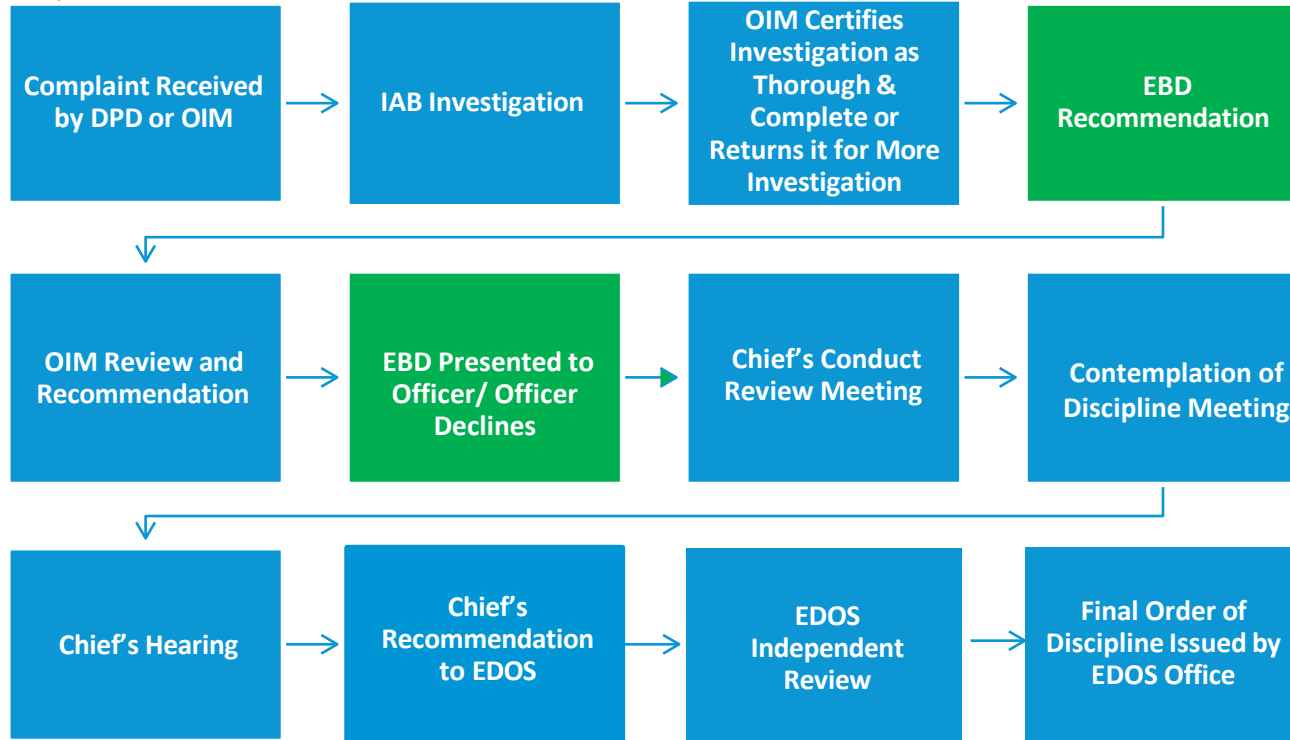 Complaint Received
by DPD or OIM
IAB Investigation
OIM Certifies
Investigation as
Thorough &
Complete or
Returns it for More
Investigation
EBD
Recommendation
OIM Review and
Recommendation
EBD Presented to
Officer/ Officer
Declines
Chief’s Conduct
Review Meeting
Contemplation of
Discipline Meeting
Chief’s Hearing
Chief’s
Recommendation
to EDOS
EDOS
Independent
Review
Final Order of
Discipline Issued by
EDOS Office